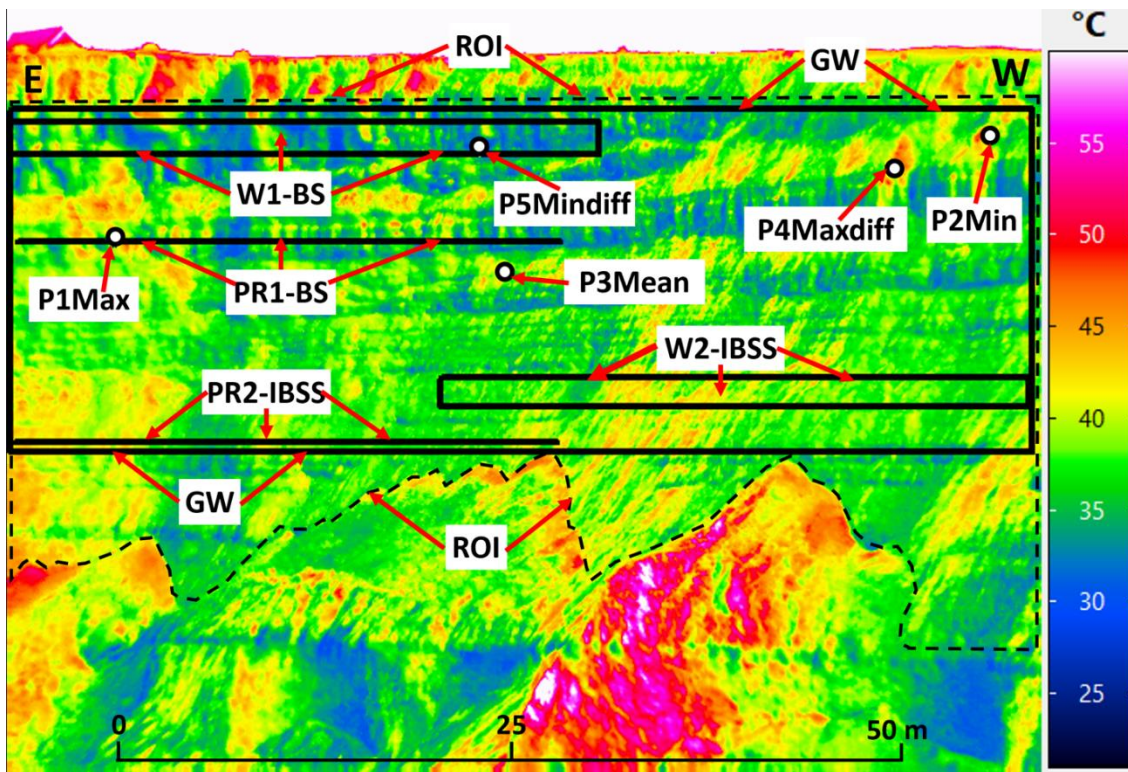 °C
ROI
GW
E
W
55
W1-BS
P5Mindiff
P4Maxdiff
P2Min
50
P1Max
PR1-BS
P3Mean
45
W2-IBSS
PR2-IBSS
40
GW
ROI
35
30
25
0
25
50 m